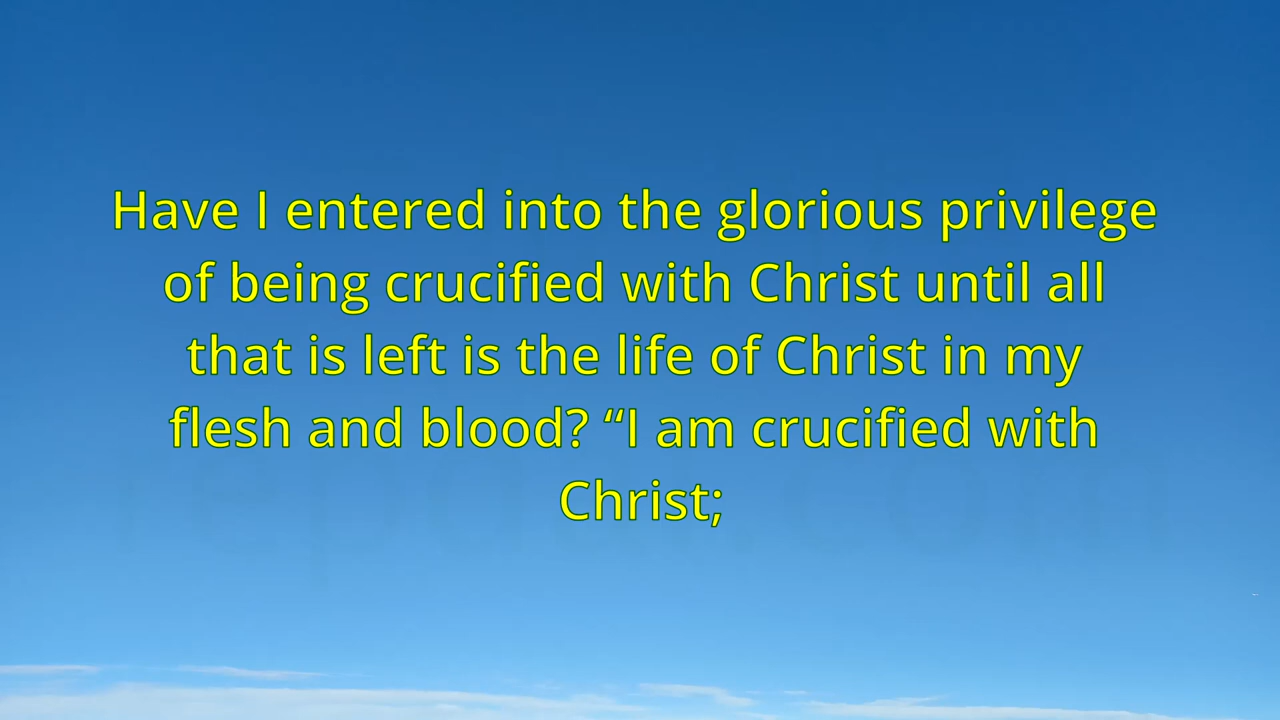 Have I entered into the glorious privilege
of being crucified with Christ until all
that is left is the life of Christ in my
flesh and blood? “I am crucified with
Christ;